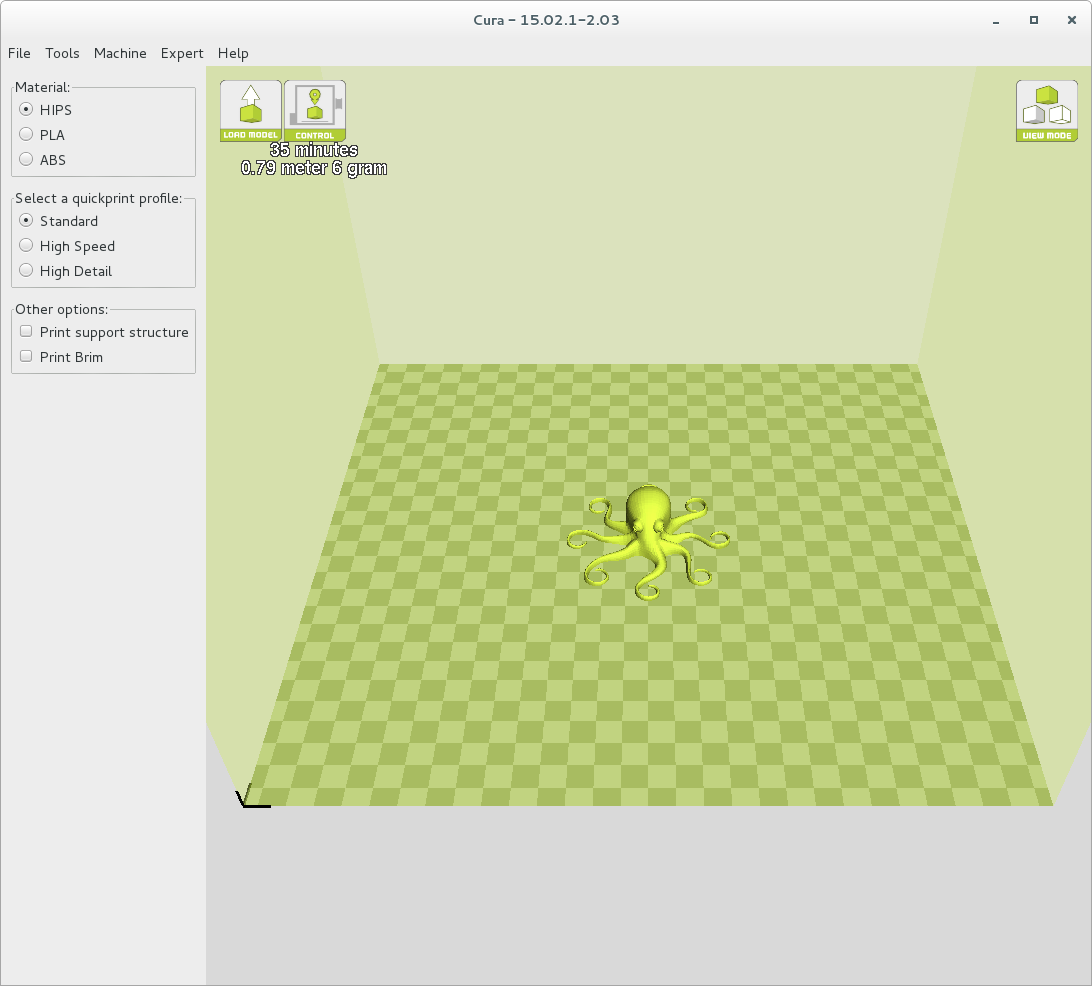 Cura - 15.02.1-2.03
File Tools Machine Expert Help
Material:
HIPS
PLA
ABS
Select a quickprint profile:
Standard
High Speed
High Detail
Other options:
Print support structure
Print Brim
LOAD MODEL
CONTROL
35 minutes
0.79 meter 6 gram
VIEW MODE